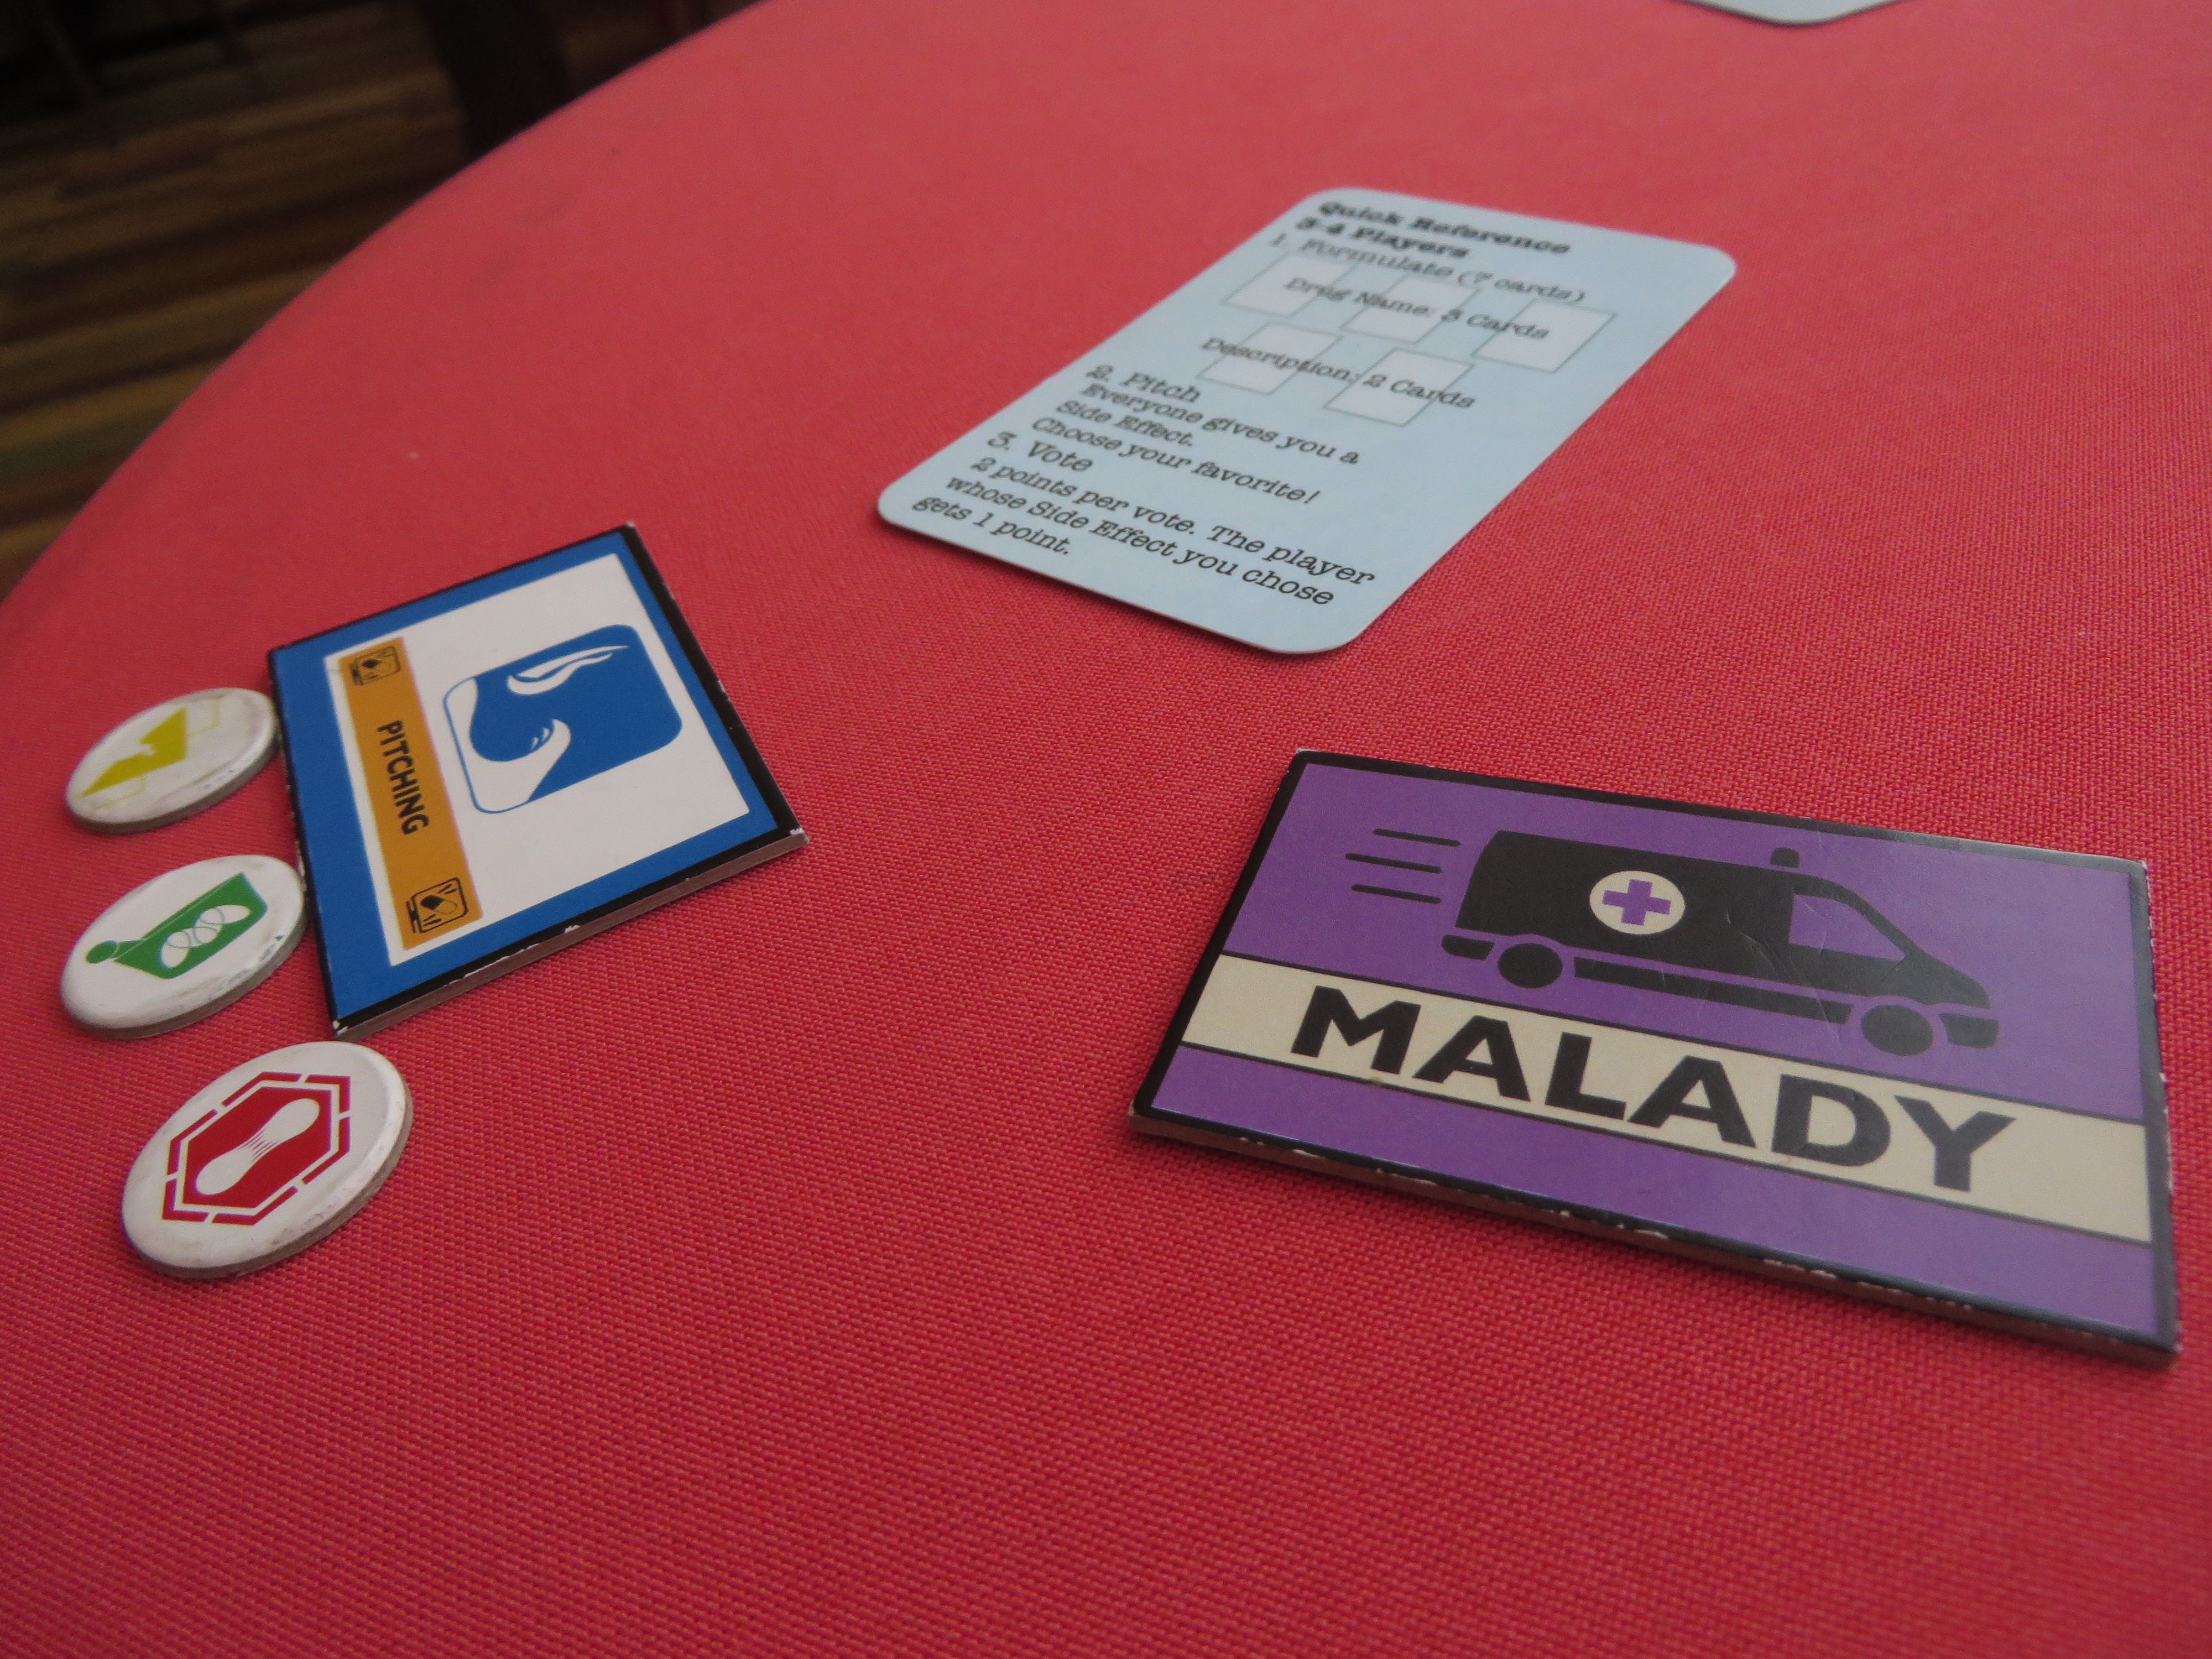 Quick Reference
3-4 Players
1. Formulate (7 cards)
Drug Name: 3 Cards
Description: 2 Cards
2. Pitch
Everyone gives you a
Side Effect.
Choose your favorite!
3. Vote
2 points per vote. The player
whose Side Effect you chose
gets 1 point.
PITCHING
MALADY